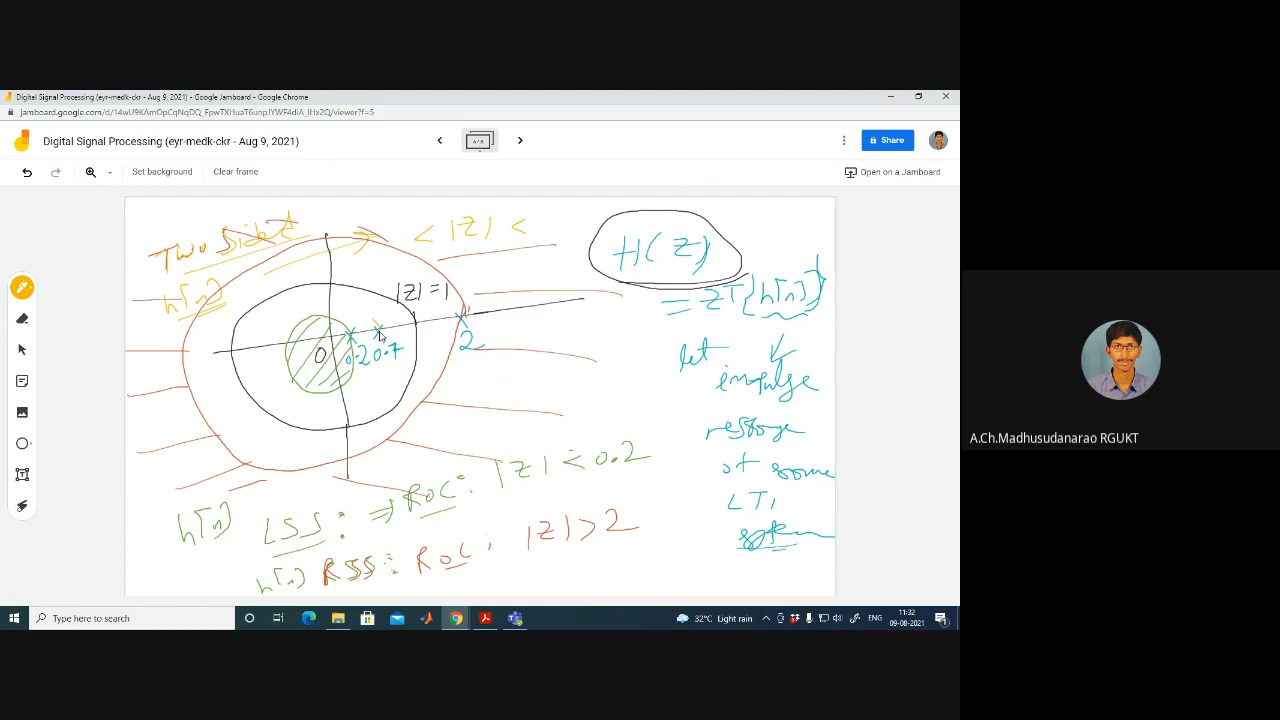 Digital Signal Processing (eyr-medk-ckr - Aug 9, 2021) - Google Jamboard - Google Chrome
Digital Signal Processing (eyr-medk-ckr - Aug 9, 2021)
6 / 8
Share
Set background
Clear frame
Open on a Jamboard
Two Sided
h[n]
< |Z| <
|Z| = 1
0
0.2
0.7
2
H(Z)
= ZT{h[n]}
let
impulse
response
of some
LTI
system
h[n] LSS : ⇒ ROC : |Z| < 0.2
h[n] RSS : ROC : |Z| > 2
A.Ch.Madhusudanarao RGUKT
Type here to search
32°C Light rain
ENG
11:32
09-08-2021